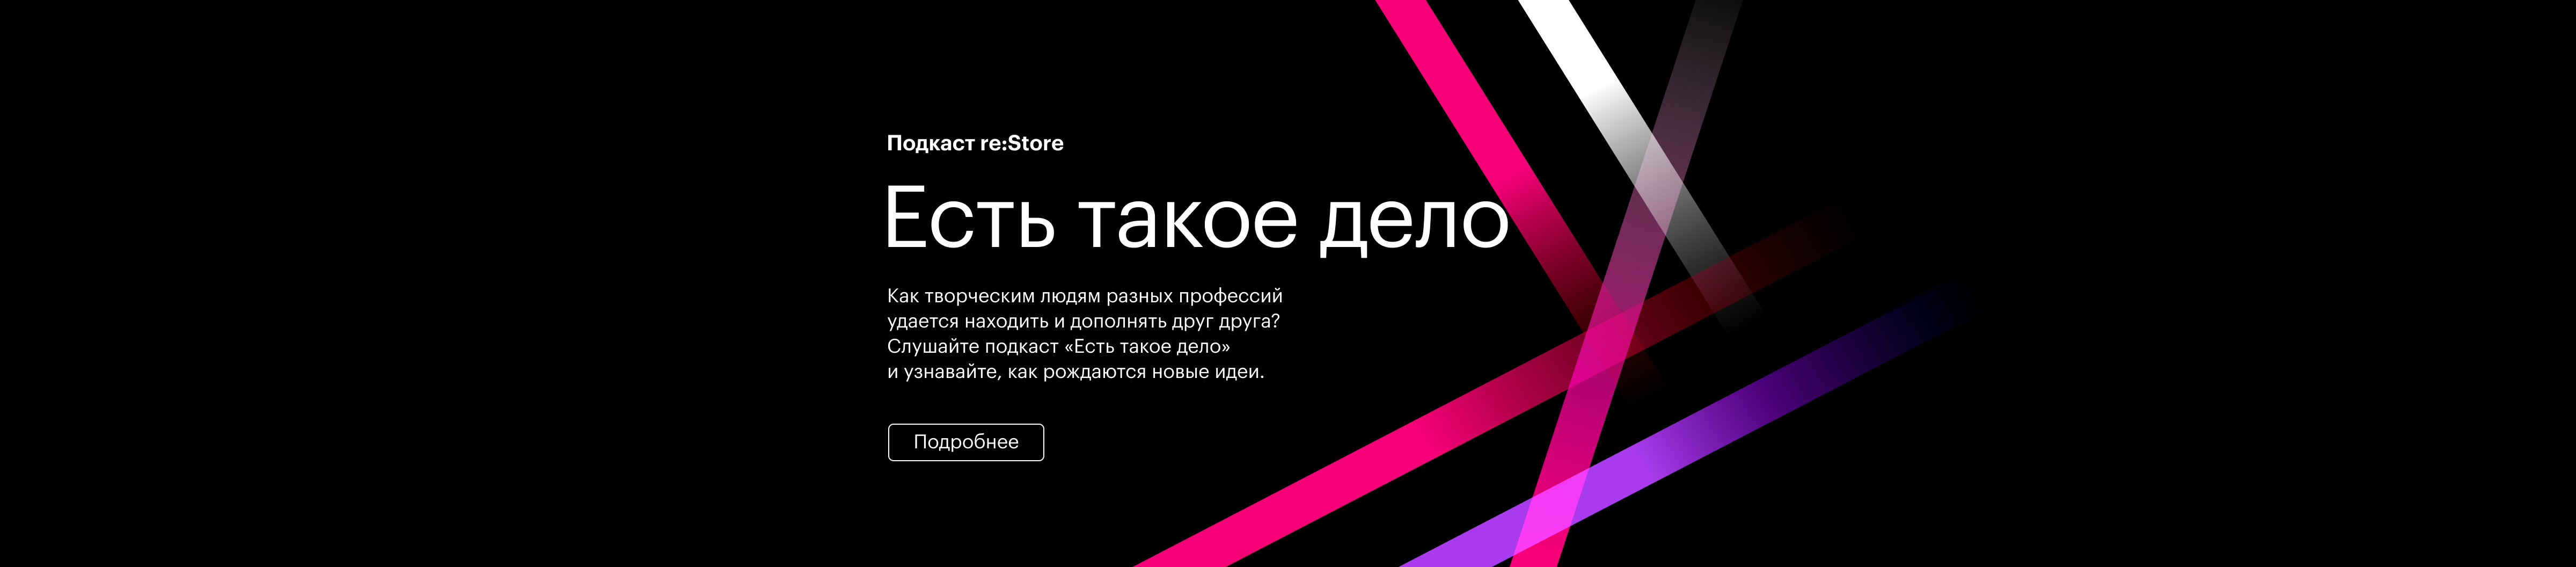 Подкаст re:Store
Есть такое дело
Как творческим людям разных профессий
удается находить и дополнять друг друга?
Слушайте подкаст «Есть такое дело»
и узнавайте, как рождаются новые идеи.
Подробнее